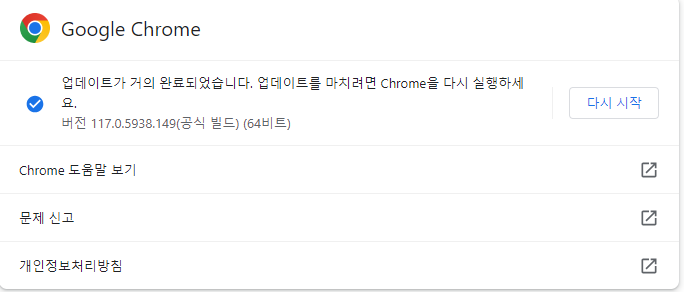 Google Chrome
업데이트가 거의 완료되었습니다. 업데이트를 마치려면 Chrome을 다시 실행하세
요.
버전 117.0.5938.149(공식 빌드) (64비트)
다시 시작
Chrome 도움말 보기
문제 신고
개인정보처리방침